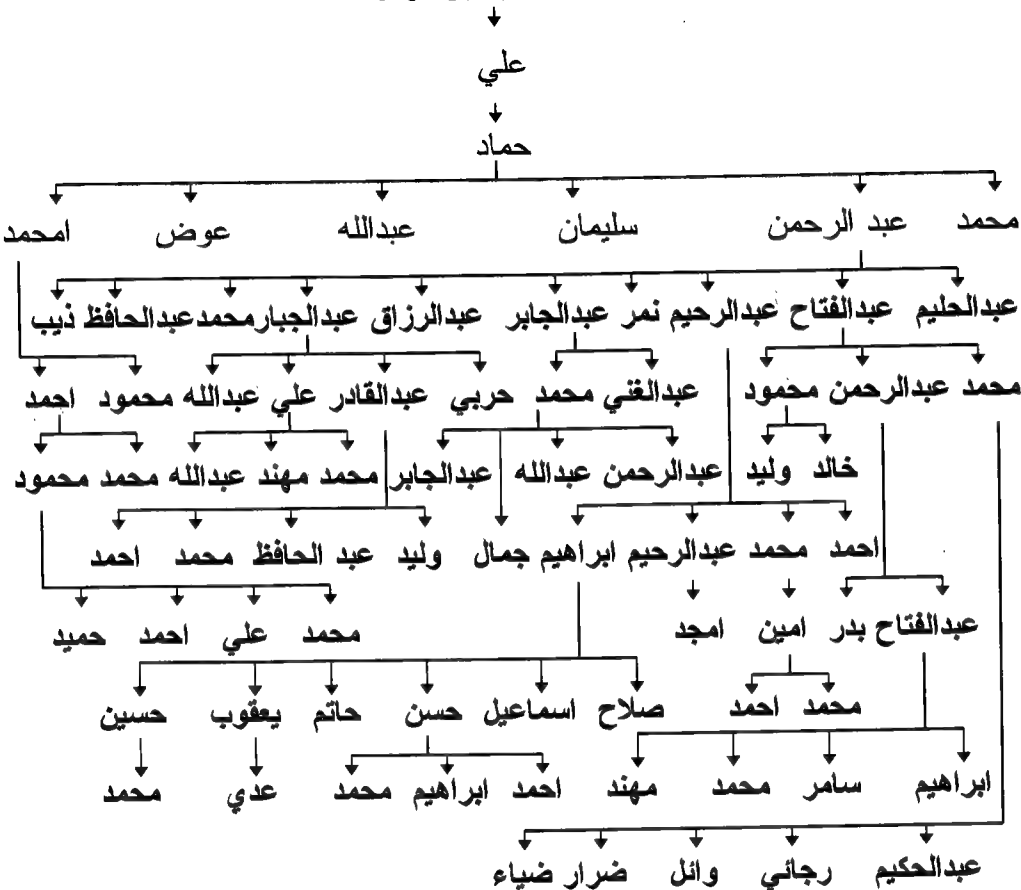 علي
حماد
محمد عبد الرحمن سليمان عبدالله عوض امحمد
عبدالحليم عبدالفتاح عبدالرحيم نمر عبدالجابر عبدالرزاق عبدالجبار محمد عبدالحافظ ذيب
محمد عبدالرحمن محمود عبدالغني محمد حربي عبدالقادر علي عبدالله محمود احمد
خالد وليد عبدالرحمن عبدالله عبدالجابر محمد مهند عبدالله محمد محمود
احمد محمد عبدالرحيم ابراهيم جمال وليد عبد الحافظ محمد احمد
عبدالفتاح بدر امين امجد محمد علي احمد حميد
محمد احمد صلاح اسماعيل حسن حاتم يعقوب حسين
ابراهيم سامر محمد مهند احمد ابراهيم محمد عدي محمد
عبدالحكيم رجائي وائل ضرار ضياء